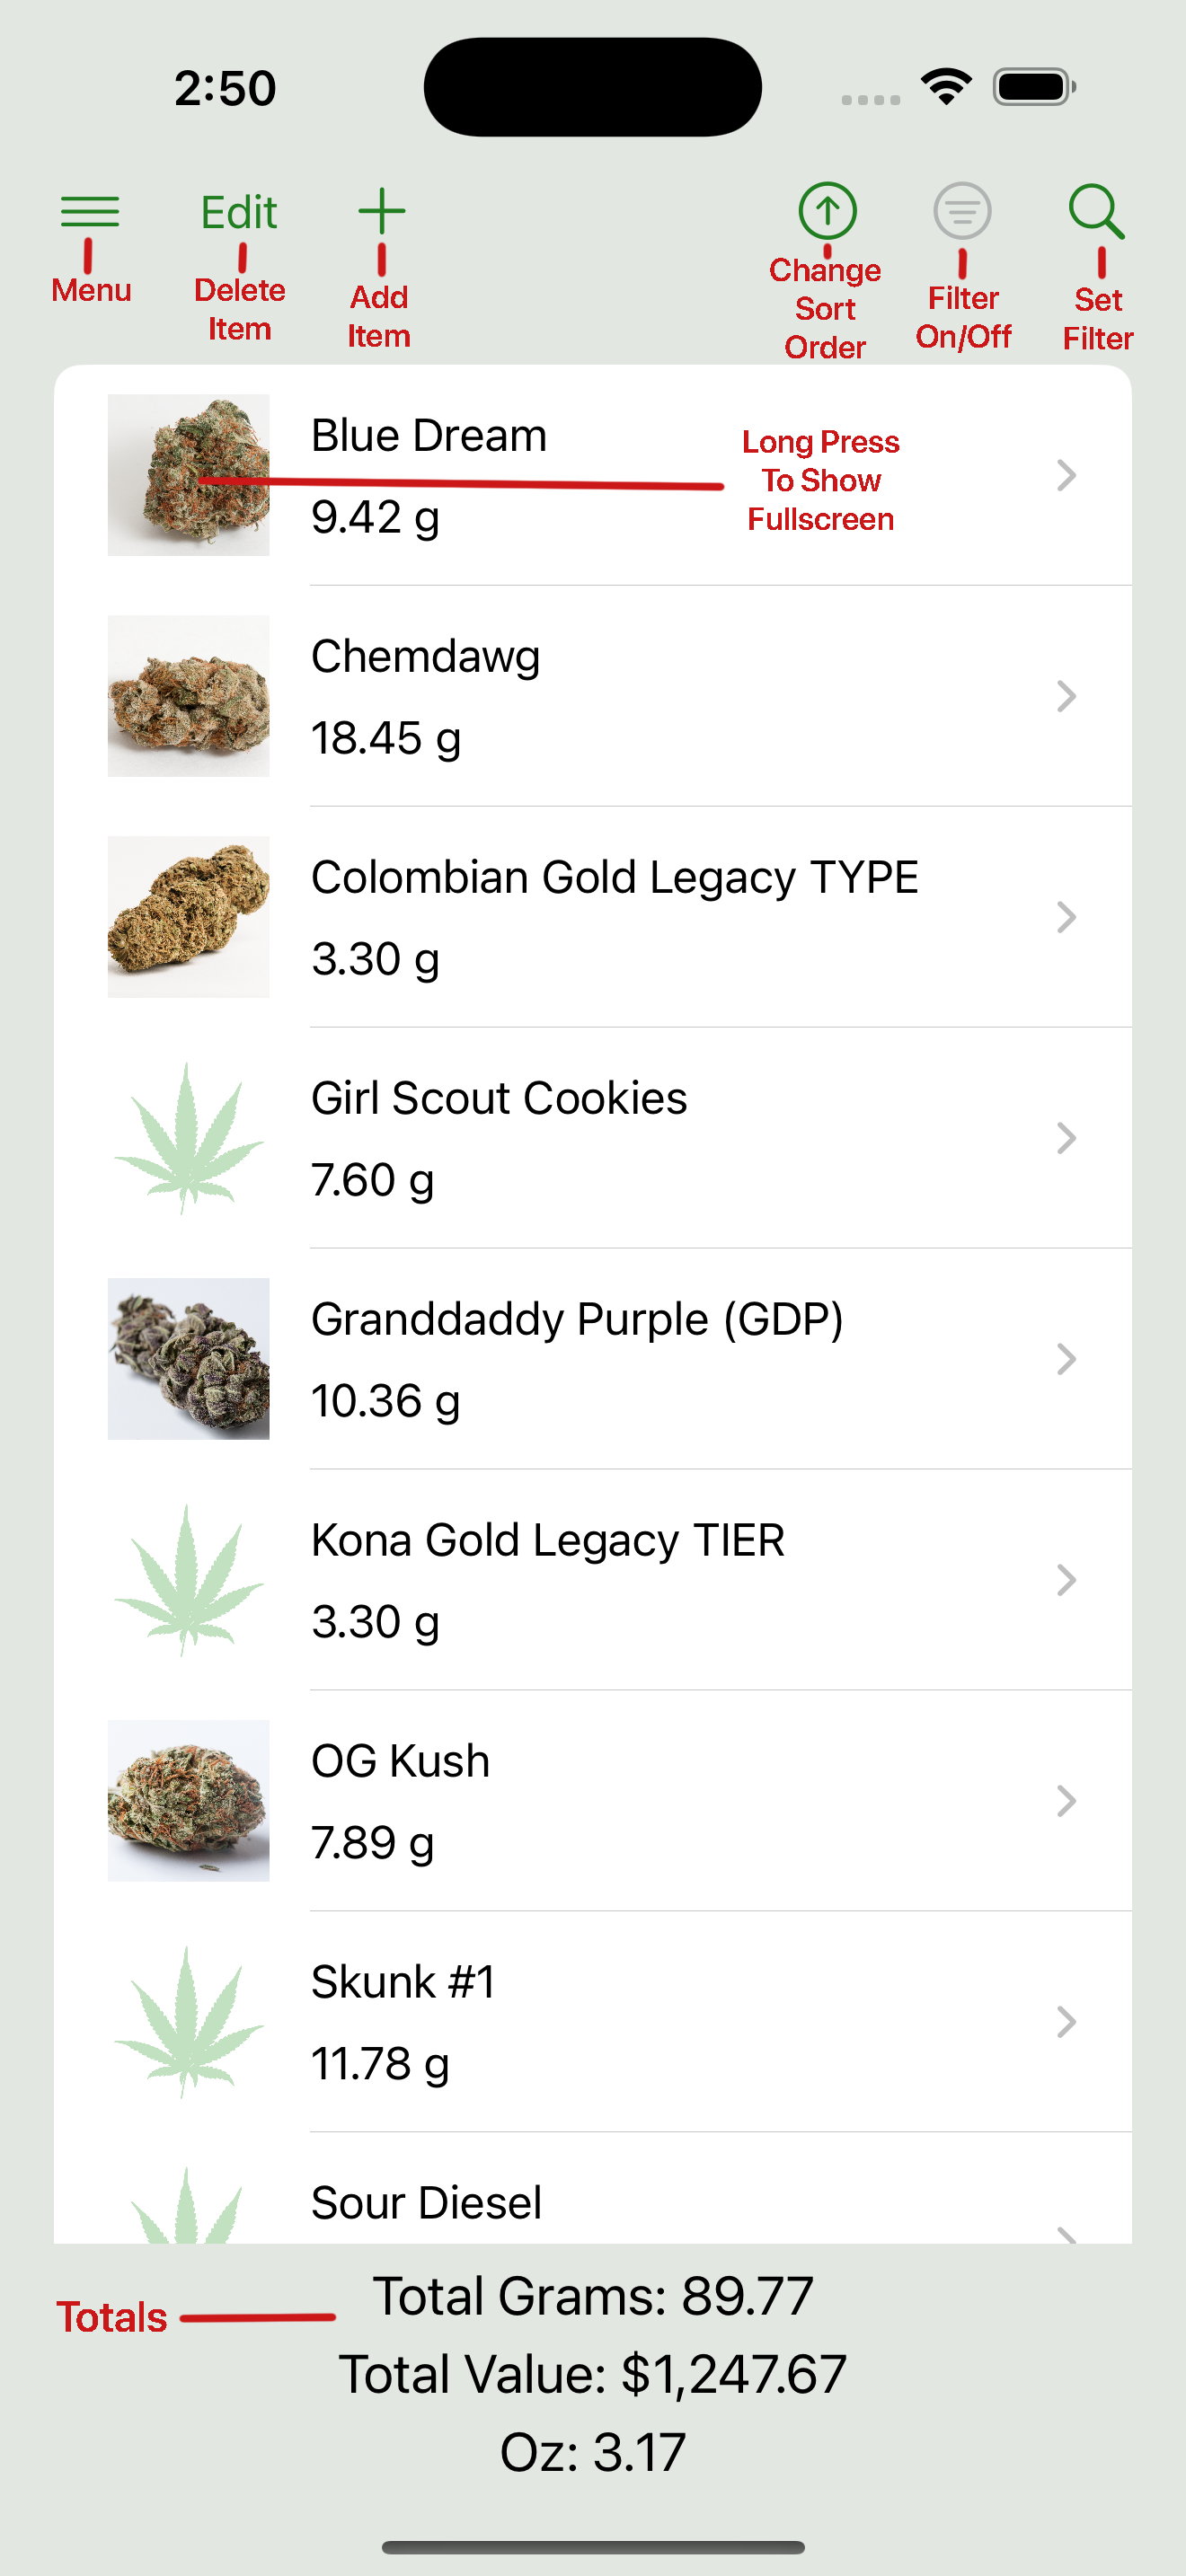 2:50
Edit
Menu
Delete
Item
Add
Item
Change
Sort
Order
Filter
On/Off
Set
Filter
Blue Dream
9.42 g
Long Press
To Show
Fullscreen
Chemdawg
18.45 g
Colombian Gold Legacy TYPE
3.30 g
Girl Scout Cookies
7.60 g
Granddaddy Purple (GDP)
10.36 g
Kona Gold Legacy TIER
3.30 g
OG Kush
7.89 g
Skunk #1
11.78 g
Sour Diesel
Totals
Total Grams: 89.77
Total Value: $1,247.67
Oz: 3.17